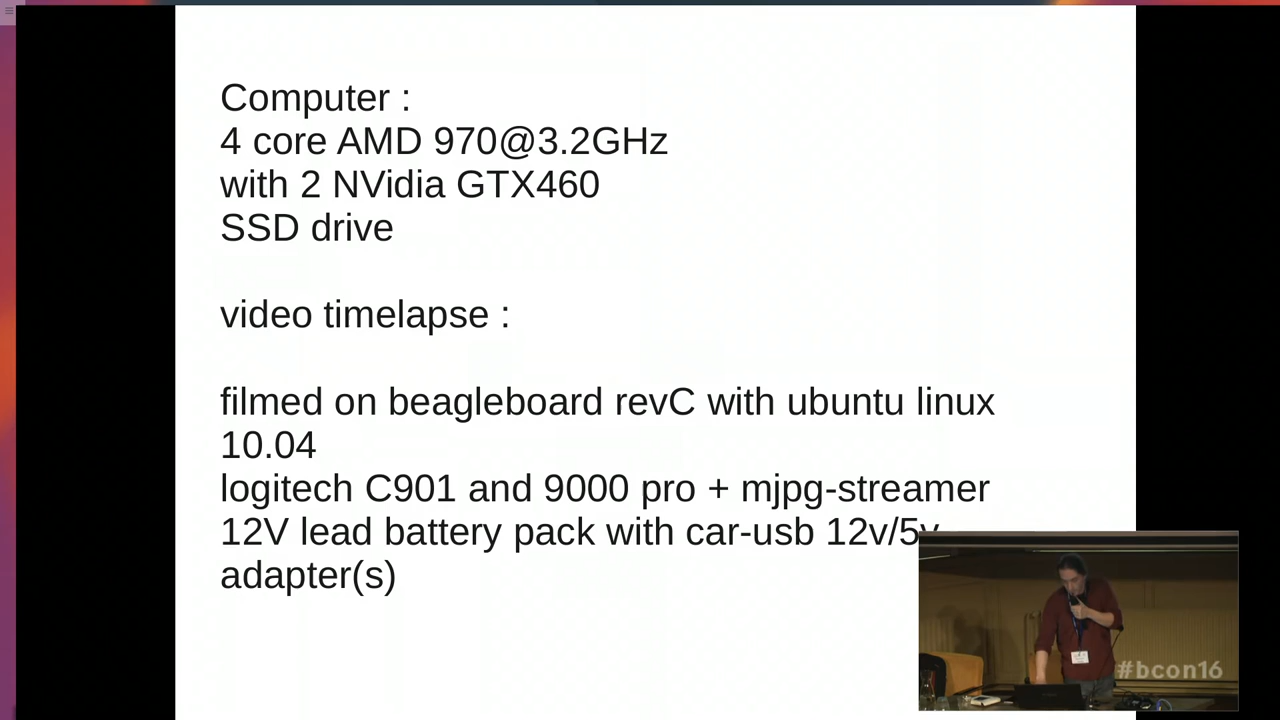 Computer :
4 core AMD 970@3.2GHz
with 2 NVidia GTX460
SSD drive
video timelapse :
filmed on beagleboard revC with ubuntu linux
10.04
logitech C901 and 9000 pro + mjpg-streamer
12V lead battery pack with car-usb 12v/5v
adapter(s)
#bcon16